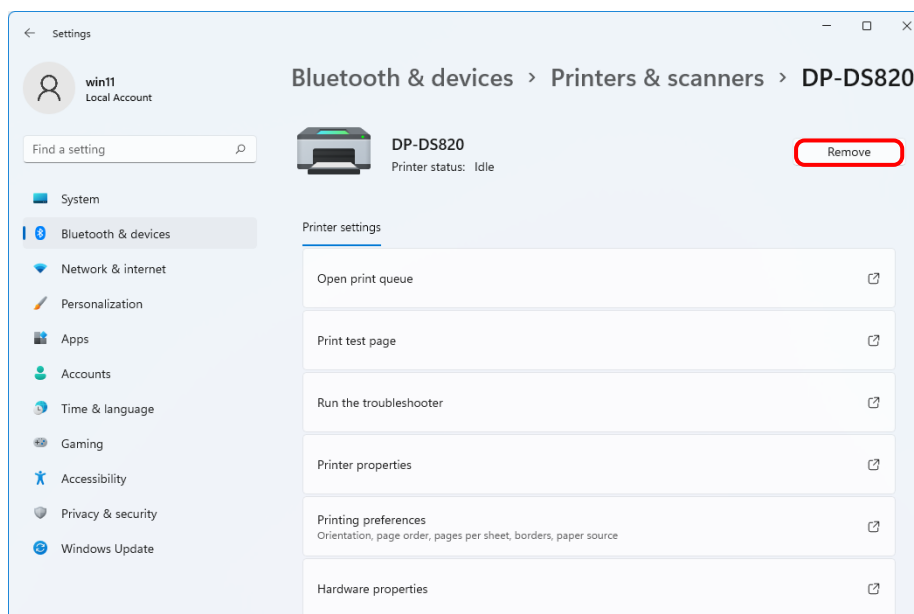 Settings
win11
Local Account
Find a setting
System
Bluetooth & devices
Network & internet
Personalization
Apps
Accounts
Time & language
Gaming
Accessibility
Privacy & security
Windows Update
Bluetooth & devices › Printers & scanners › DP-DS820
DP-DS820
Printer status: Idle
Remove
Printer settings
Open print queue
Print test page
Run the troubleshooter
Printer properties
Printing preferences
Orientation, page order, pages per sheet, borders, paper source
Hardware properties